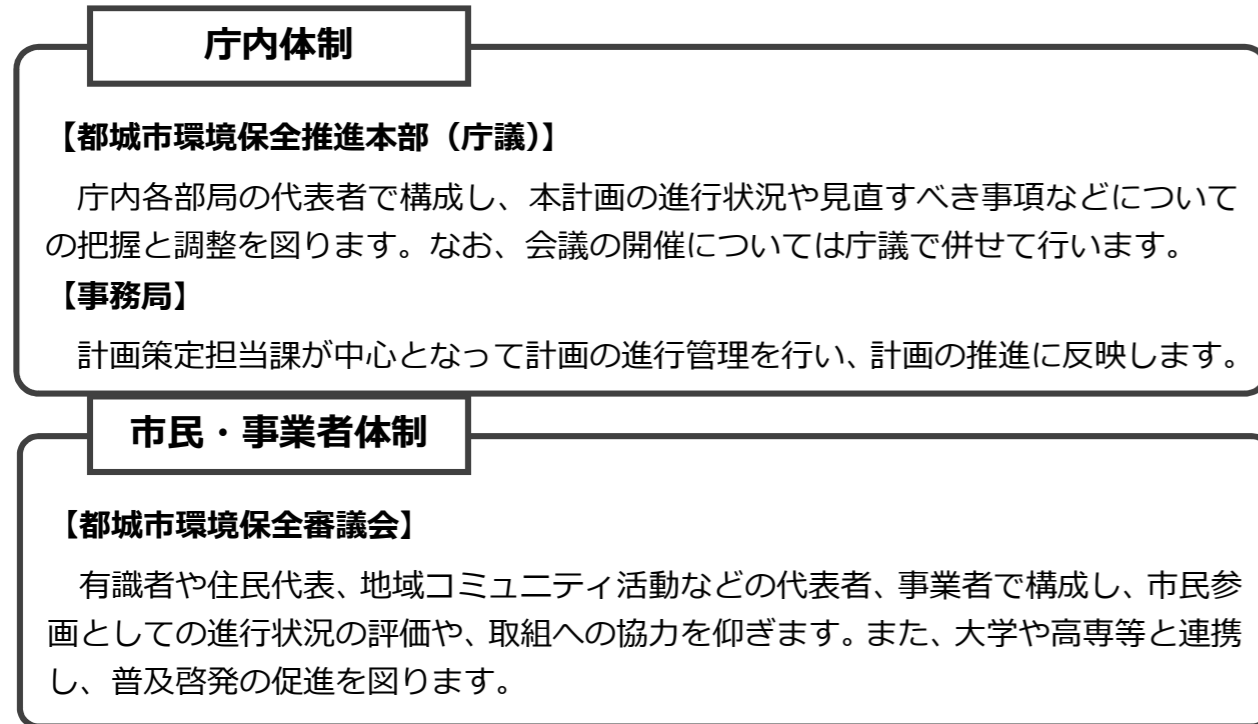 庁内体制
【都城市環境保全推進本部（庁議）】
庁内各部局の代表者で構成し、本計画の進行状況や見直すべき事項などについて
の把握と調整を図ります。なお、会議の開催については庁議で併せて行います。
【事務局】
計画策定担当課が中心となって計画の進行管理を行い、計画の推進に反映します。
市民・事業者体制
【都城市環境保全審議会】
有識者や住民代表、地域コミュニティ活動などの代表者、事業者で構成し、市民参
画としての進行状況の評価や、取組への協力を仰ぎます。また、大学や高専等と連携
し、普及啓発の促進を図ります。